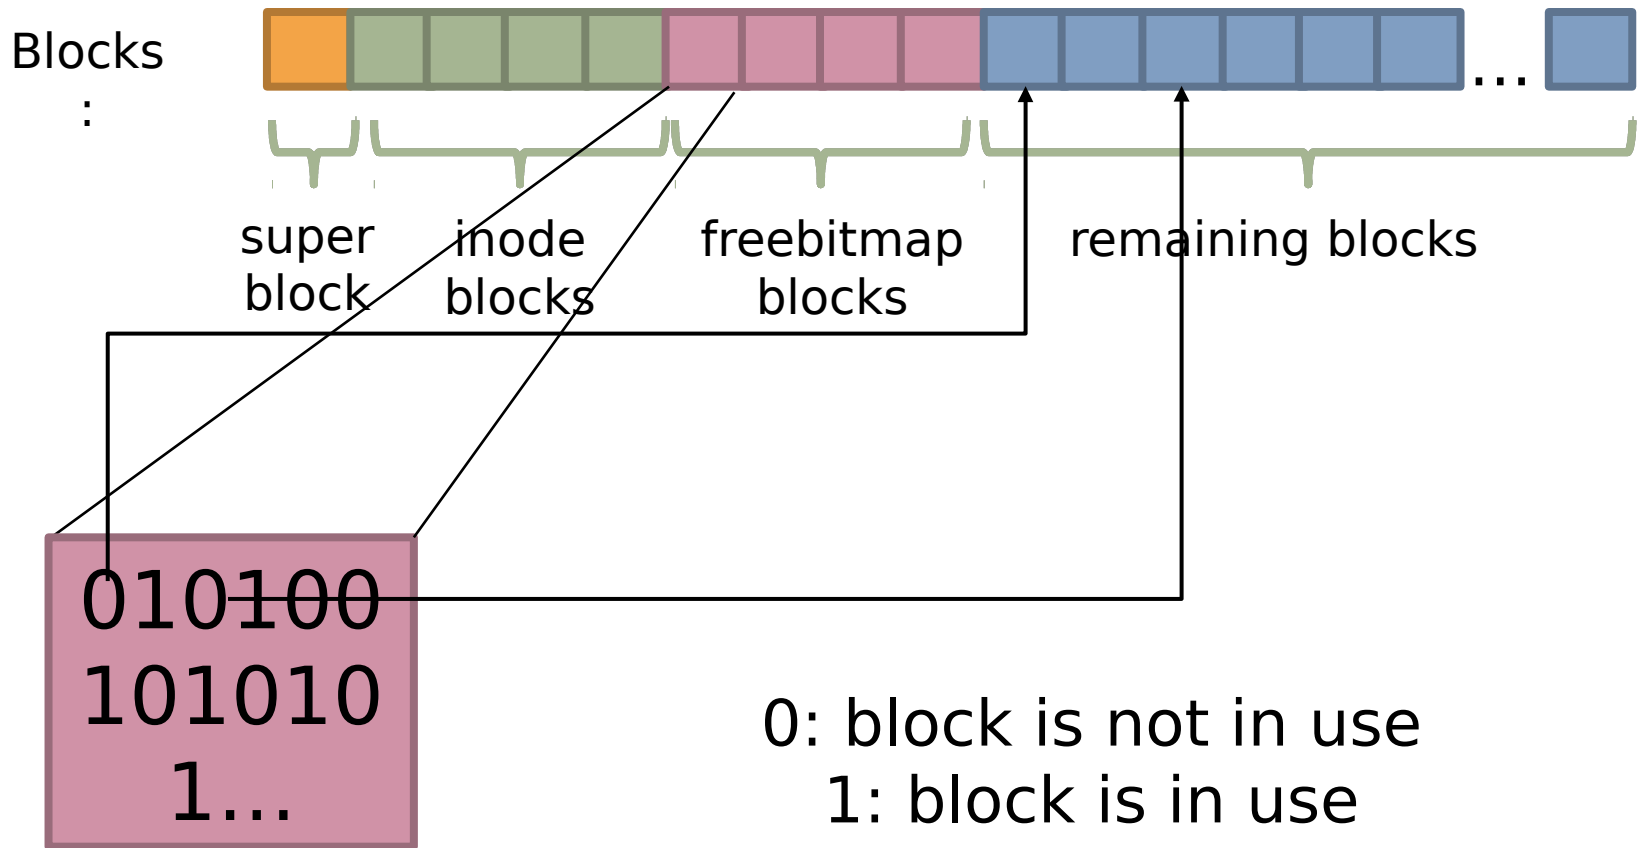 Blocks
:
…
super
block
inode
blocks
freebitmap
blocks
remaining blocks
010100
101010
1…
0: block is not in use
1: block is in use